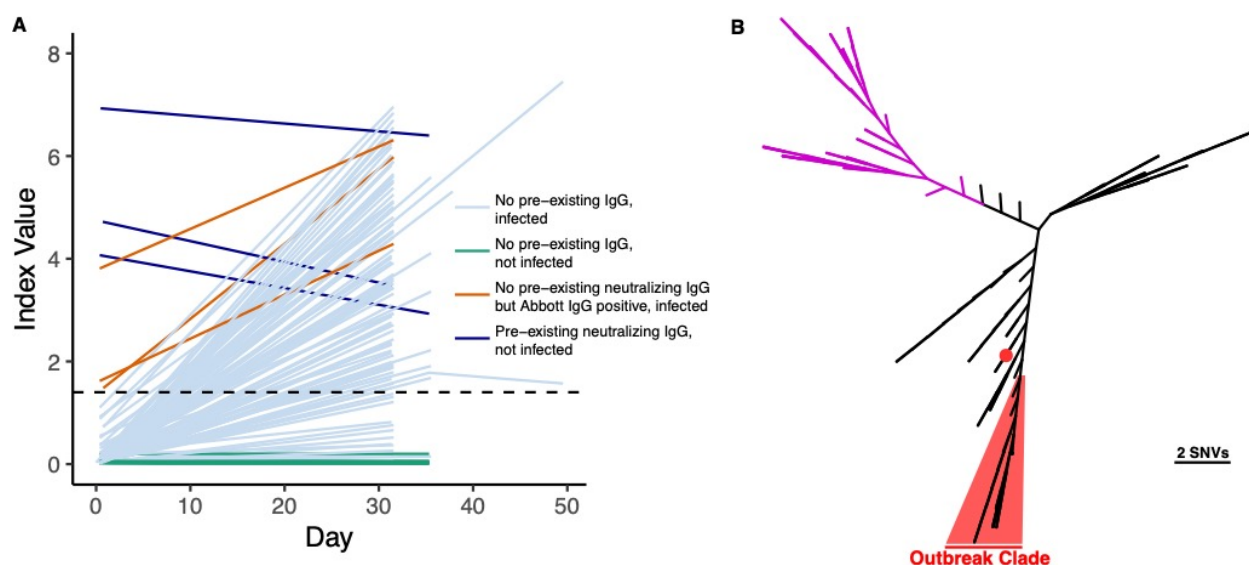 A
8
6
4
2
0
Index Value
0 10 20 30 40 50
Day
No pre-existing IgG,
infected
No pre-existing IgG,
not infected
No pre-existing neutralizing IgG
but Abbott IgG positive, infected
Pre-existing neutralizing IgG,
not infected
B
2 SNVs
Outbreak Clade